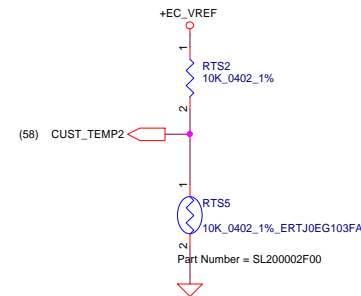 +EC_VREF
1
RTS2
10K_0402_1%
2
(58) CUST_TEMP2
1
RTS5
10K_0402_1%_ERTJ0EG103FA
2
Part Number = SL200002F00